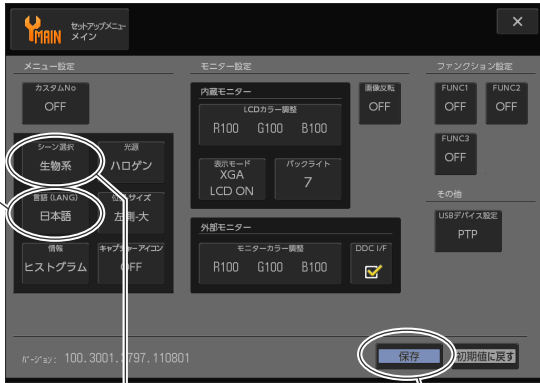 MAIN
セットアップメニュー
メイン
×
メニュー設定
モニター設定
ファンクション設定
カスタムNo
OFF
内蔵モニター
画像反転
OFF
FUNC1
OFF
FUNC2
OFF
LCDカラー調整
R100 G100 B100
シーン選択
生物系
光源
ハロゲン
FUNC3
OFF
表示モード
XGA
LCD ON
バックライト
7
言語 (LANG)
日本語
サイズ
左側-大
その他
USBデバイス設定
PTP
外部モニター
情報
ヒストグラム
キャプチャーアイコン
OFF
モニターカラー調整
R100 G100 B100
DDC I/F
バージョン: 100.3001.3797.110801
保存
初期値に戻す